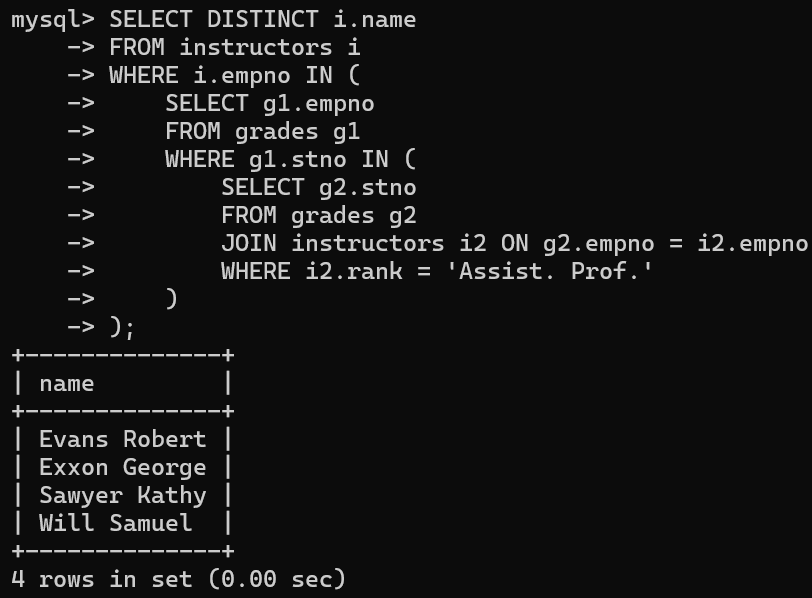 mysql> SELECT DISTINCT i.name
    -> FROM instructors i
    -> WHERE i.empno IN (
    ->     SELECT g1.empno
    ->     FROM grades g1
    ->     WHERE g1.stno IN (
    ->         SELECT g2.stno
    ->         FROM grades g2
    ->         JOIN instructors i2 ON g2.empno = i2.empno
    ->         WHERE i2.rank = 'Assist. Prof.'
    ->     )
    -> );
+--------------+
| name         |
+--------------+
| Evans Robert |
| Exxon George |
| Sawyer Kathy |
| Will Samuel  |
+--------------+
4 rows in set (0.00 sec)